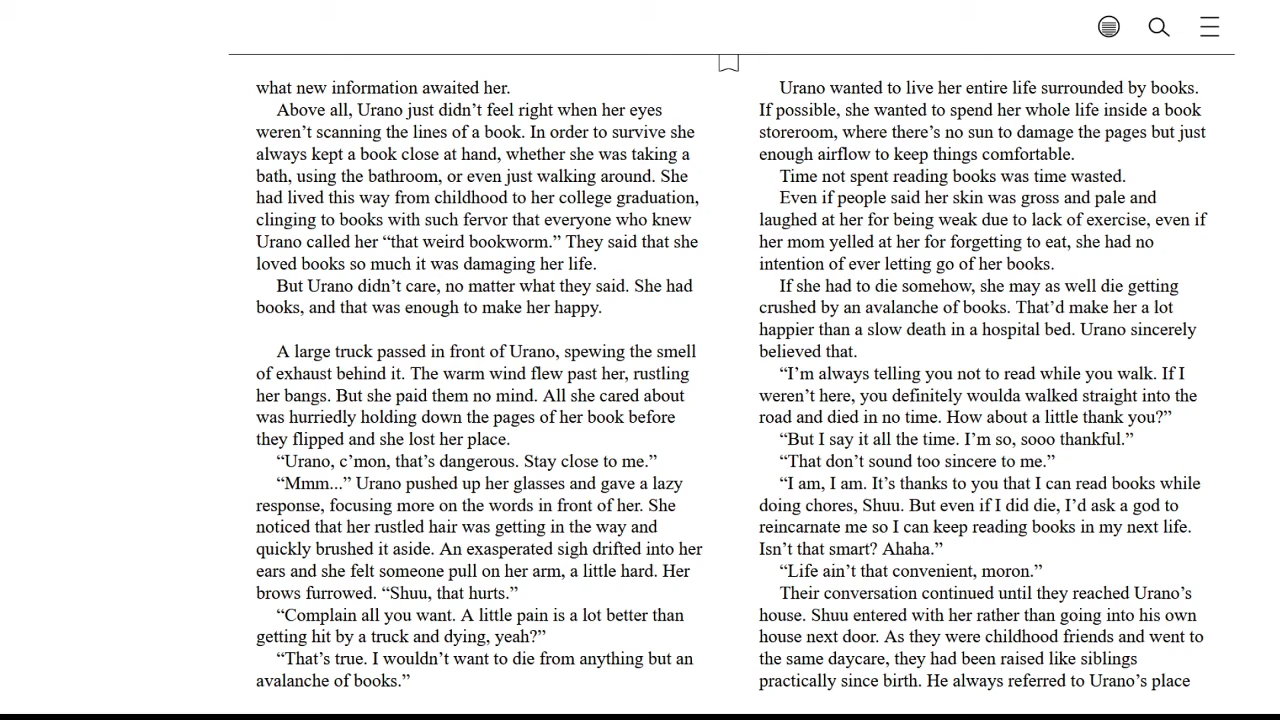 what new information awaited her.
Above all, Urano just didn’t feel right when her eyes
weren’t scanning the lines of a book. In order to survive she
always kept a book close at hand, whether she was taking a
bath, using the bathroom, or even just walking around. She
had lived this way from childhood to her college graduation,
clinging to books with such fervor that everyone who knew
Urano called her “that weird bookworm.” They said that she
loved books so much it was damaging her life.
But Urano didn’t care, no matter what they said. She had
books, and that was enough to make her happy.
A large truck passed in front of Urano, spewing the smell
of exhaust behind it. The warm wind flew past her, rustling
her bangs. But she paid them no mind. All she cared about
was hurriedly holding down the pages of her book before
they flipped and she lost her place.
“Urano, c’mon, that’s dangerous. Stay close to me.”
“Mmm...” Urano pushed up her glasses and gave a lazy
response, focusing more on the words in front of her. She
noticed that her rustled hair was getting in the way and
quickly brushed it aside. An exasperated sigh drifted into her
ears and she felt someone pull on her arm, a little hard. Her
brows furrowed. “Shuu, that hurts.”
“Complain all you want. A little pain is a lot better than
getting hit by a truck and dying, yeah?”
“That’s true. I wouldn’t want to die from anything but an
avalanche of books.”
Urano wanted to live her entire life surrounded by books.
If possible, she wanted to spend her whole life inside a book
storeroom, where there’s no sun to damage the pages but just
enough airflow to keep things comfortable.
Time not spent reading books was time wasted.
Even if people said her skin was gross and pale and
laughed at her for being weak due to lack of exercise, even if
her mom yelled at her for forgetting to eat, she had no
intention of ever letting go of her books.
If she had to die somehow, she may as well die getting
crushed by an avalanche of books. That’d make her a lot
happier than a slow death in a hospital bed. Urano sincerely
believed that.
“I’m always telling you not to read while you walk. If I
weren’t here, you definitely woulda walked straight into the
road and died in no time. How about a little thank you?”
“But I say it all the time. I’m so, sooo thankful.”
“That don’t sound too sincere to me.”
“I am, I am. It’s thanks to you that I can read books while
doing chores, Shuu. But even if I did die, I’d ask a god to
reincarnate me so I can keep reading books in my next life.
Isn’t that smart? Ahaha.”
“Life ain’t that convenient, moron.”
Their conversation continued until they reached Urano’s
house. Shuu entered with her rather than going into his own
house next door. As they were childhood friends and went to
the same daycare, they had been raised like siblings
practically since birth. He always referred to Urano’s place